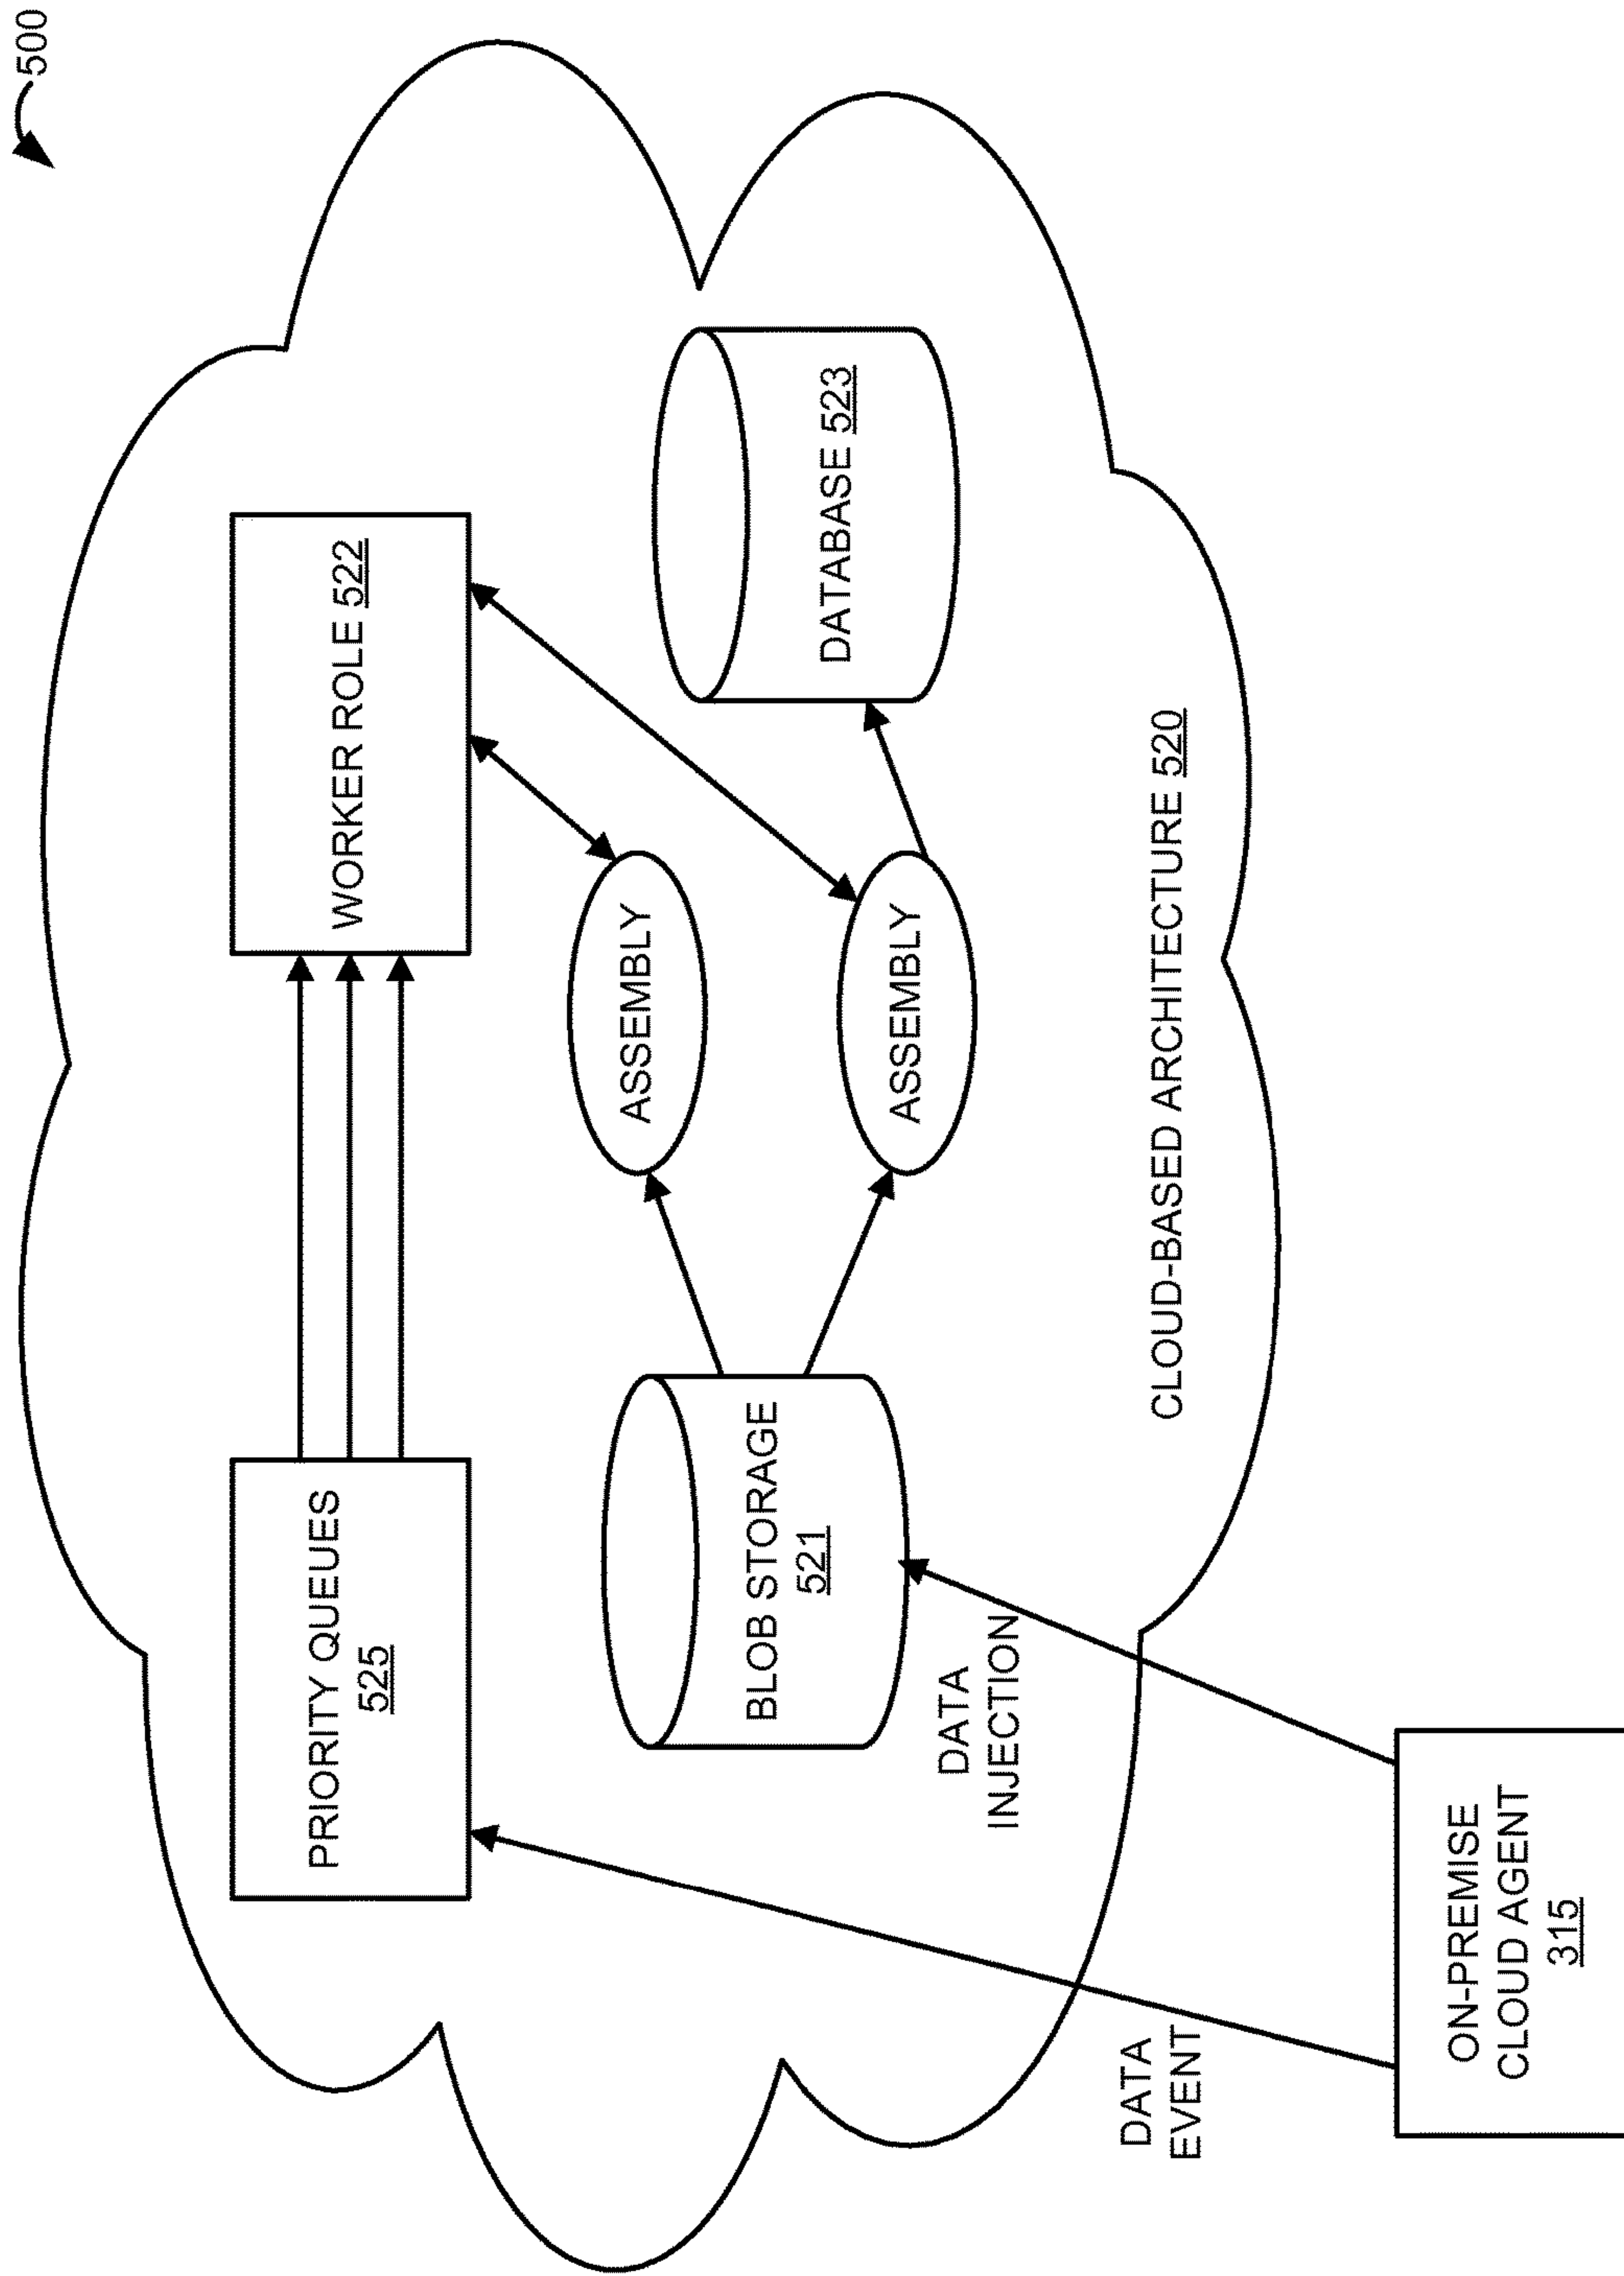 500
PRIORITY QUEUES
525
WORKER ROLE 522
BLOB STORAGE
521
ASSEMBLY
ASSEMBLY
DATABASE 523
DATA
INJECTION
CLOUD-BASED ARCHITECTURE 520
DATA
EVENT
ON-PREMISE
CLOUD AGENT
315